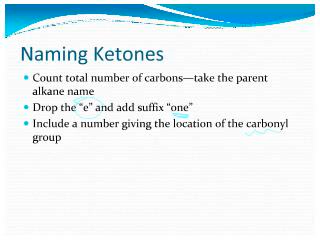 Naming Ketones
Count total number of carbons—take the parent
alkane name
Drop the “e” and add suffix “one”
Include a number giving the location of the carbonyl
group